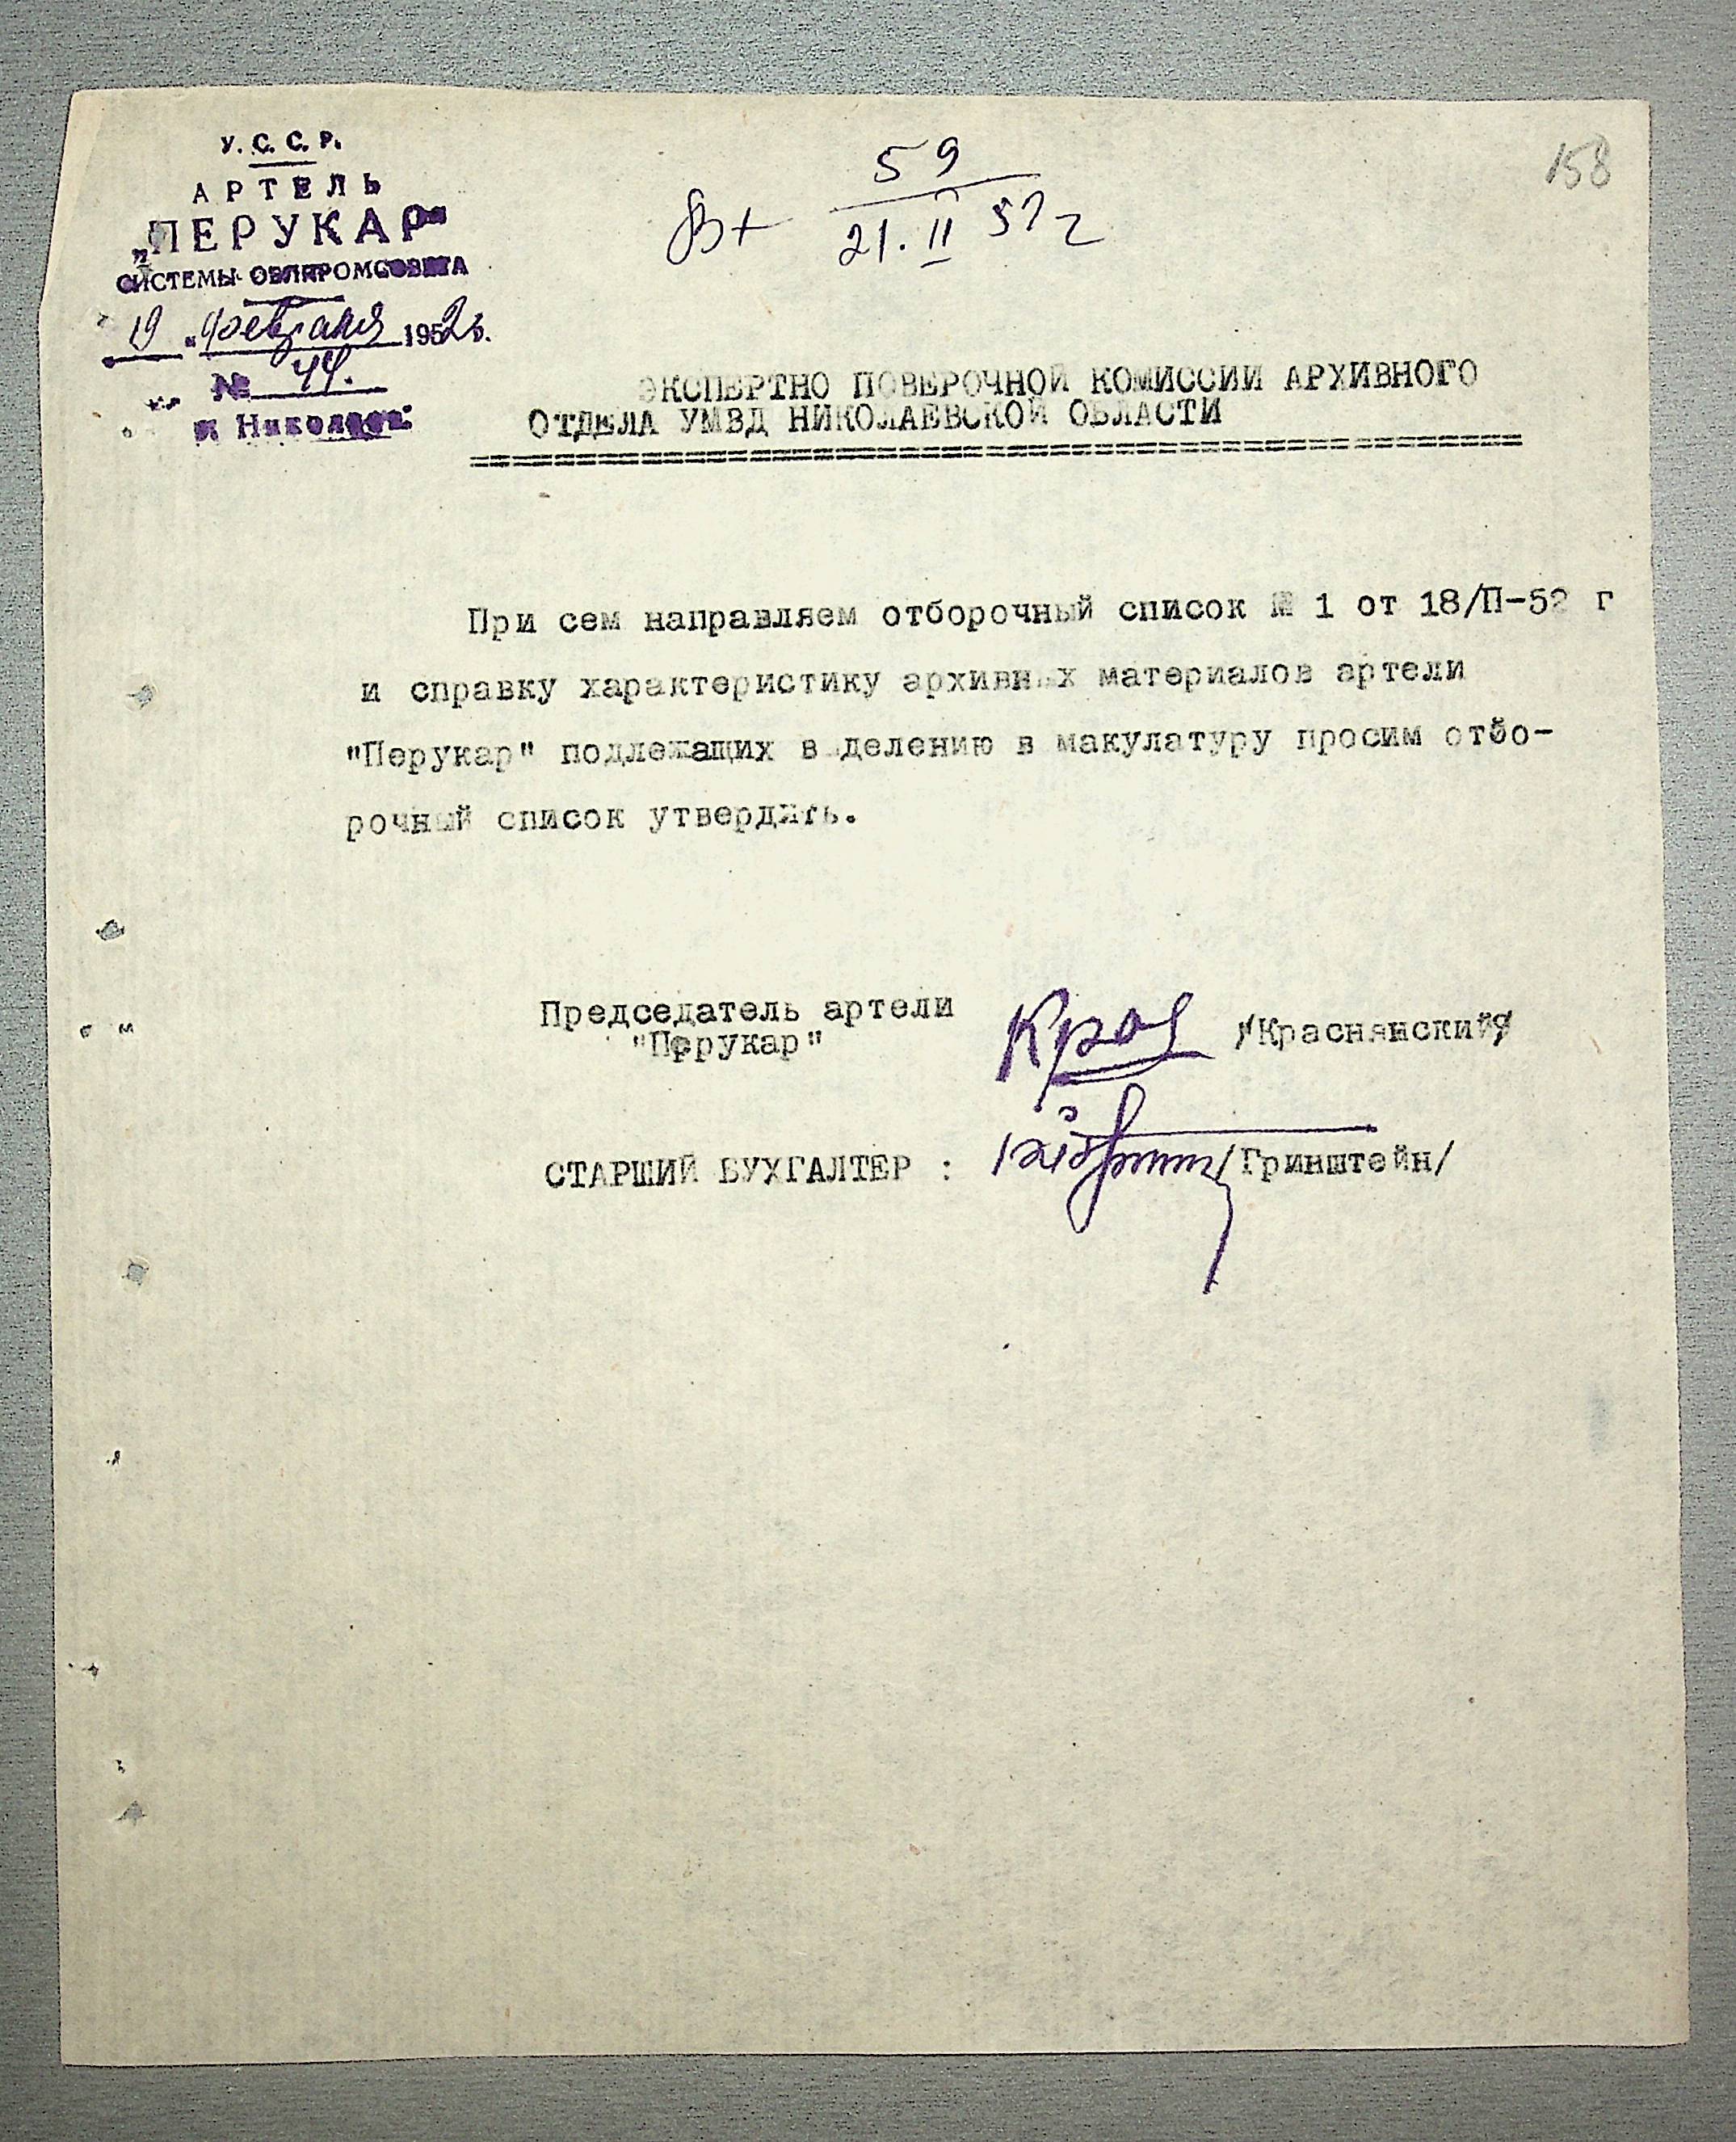 158
У. С. С. Р.
АРТЕЛЬ
„ПЕРУКАР"
СИСТЕМЫ ОБЛПРОМСОВЕТА
19 " февраля 1952 г.
№ 44.
г. Николаев
59
Вх 21. II 52 г
ЭКСПЕРТНО ПОВЕРОЧНОЙ КОМИССИИ АРХИВНОГО
ОТДЕЛА УМВД НИКОЛАЕВСКОЙ ОБЛАСТИ
При сем направляем отборочный список № 1 от 18/П-52 г
и справку характеристику архивных материалов артели
"Перукар" подлежащих выделению в макулатуру просим отбо-
рочный список утвердить.
Председатель артели
"Перукар"
/Краснянский/
СТАРШИЙ БУХГАЛТЕР : /Гринштейн/